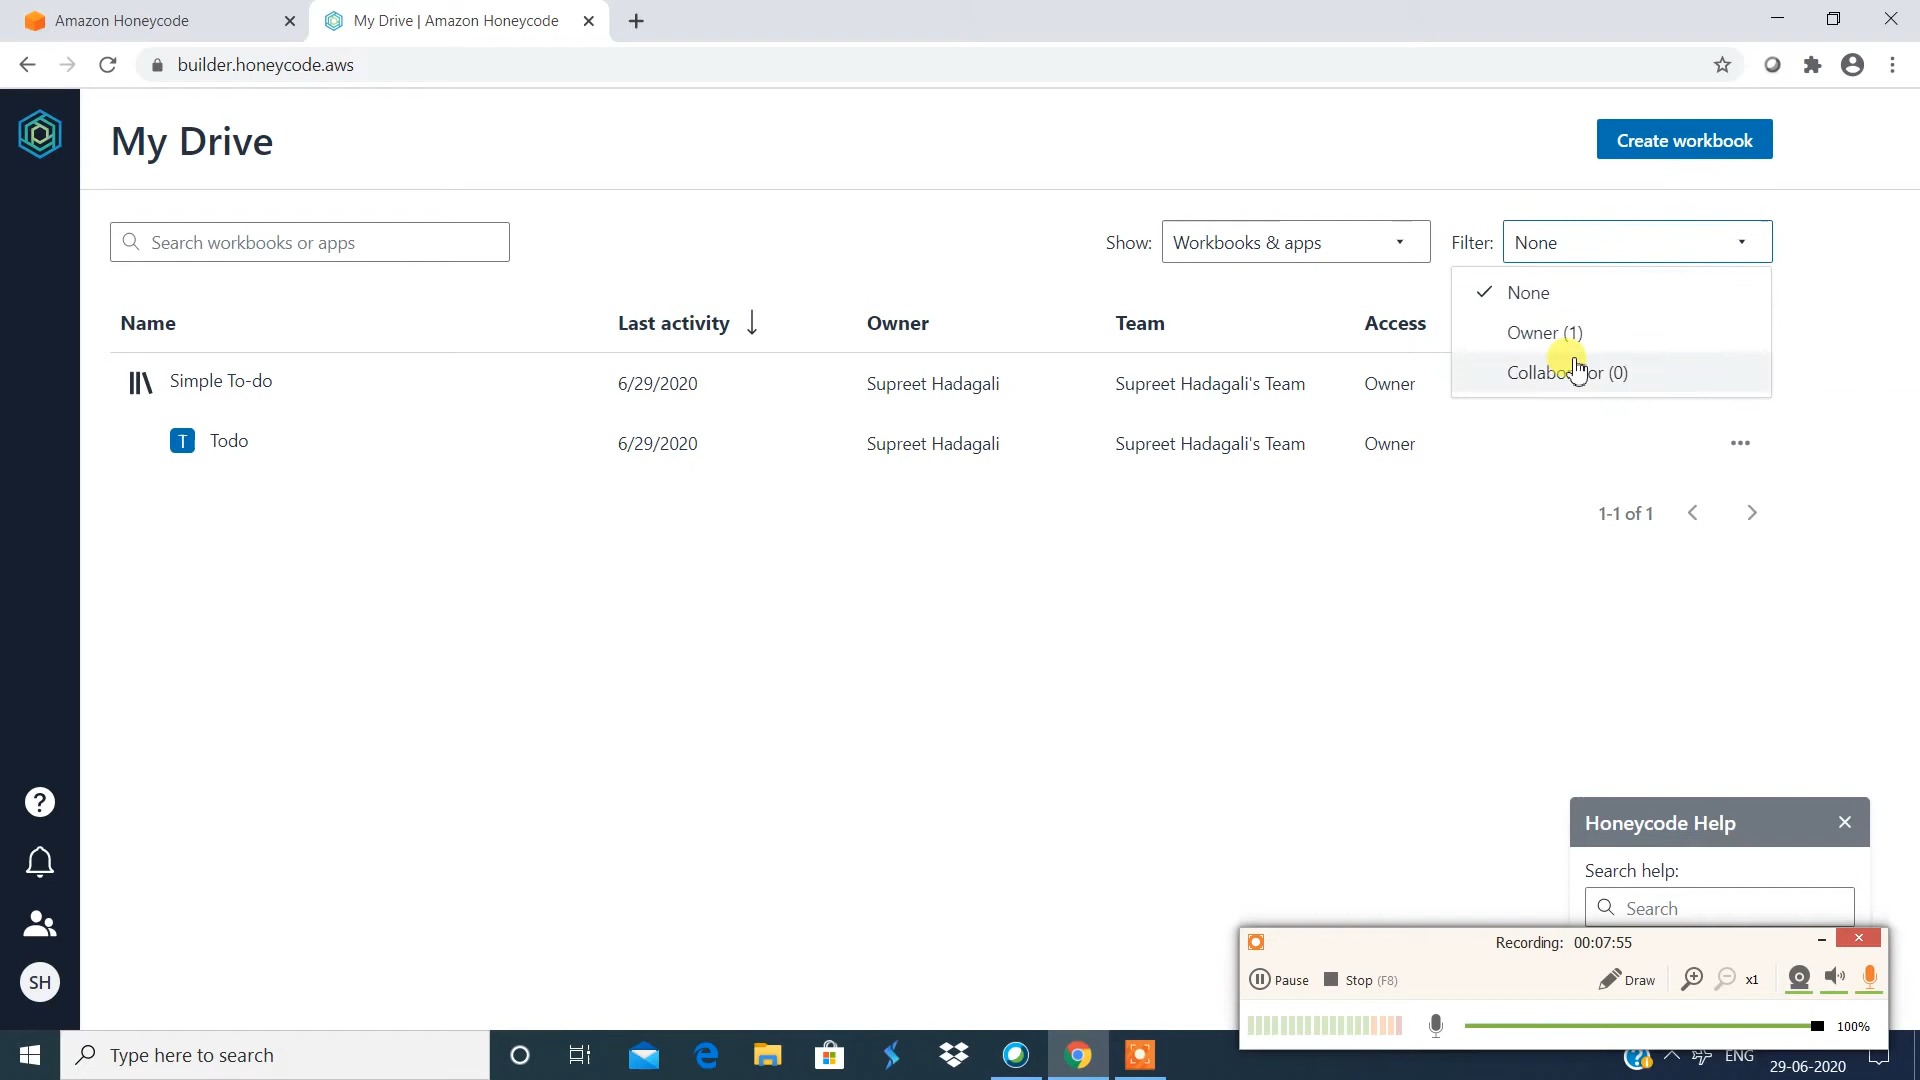 Amazon Honeycode
My Drive | Amazon Honeycode
builder.honeycode.aws
My Drive
Create workbook
Search workbooks or apps
Show: Workbooks & apps
Filter: None
None
Owner (1)
Name Last activity Owner Team Access
Simple To-do 6/29/2020 Supreet Hadagali Supreet Hadagali's Team Owner
Collaborator (0)
T Todo 6/29/2020 Supreet Hadagali Supreet Hadagali's Team Owner
1-1 of 1
Honeycode Help
Search help:
Search
SH
Recording: 00:07:55
Pause Stop (F8) Draw x1
100%
Type here to search
ENG
29-06-2020